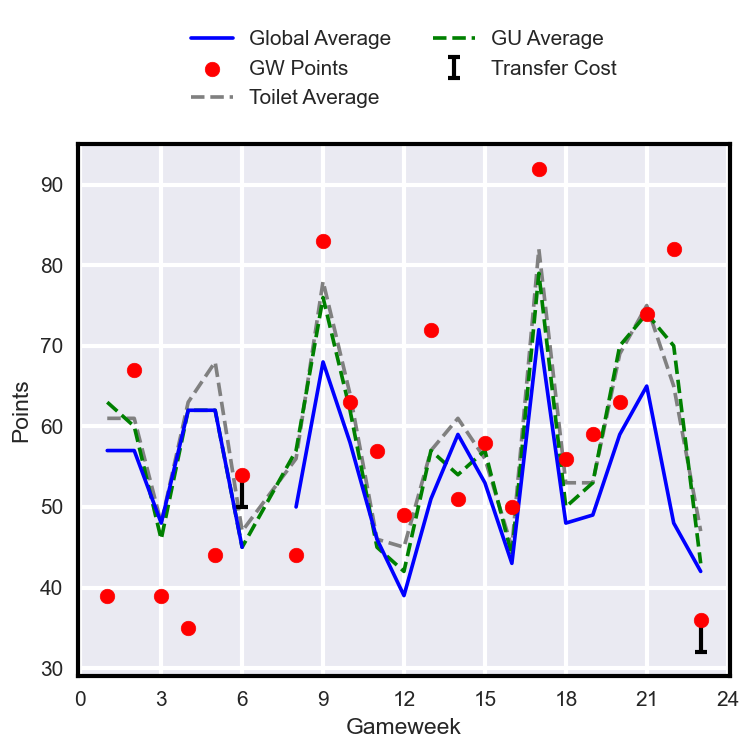 Global Average
GU Average
GW Points
Transfer Cost
Toilet Average
Points
90
80
70
60
50
40
30
0 3 6 9 12 15 18 21 24
Gameweek